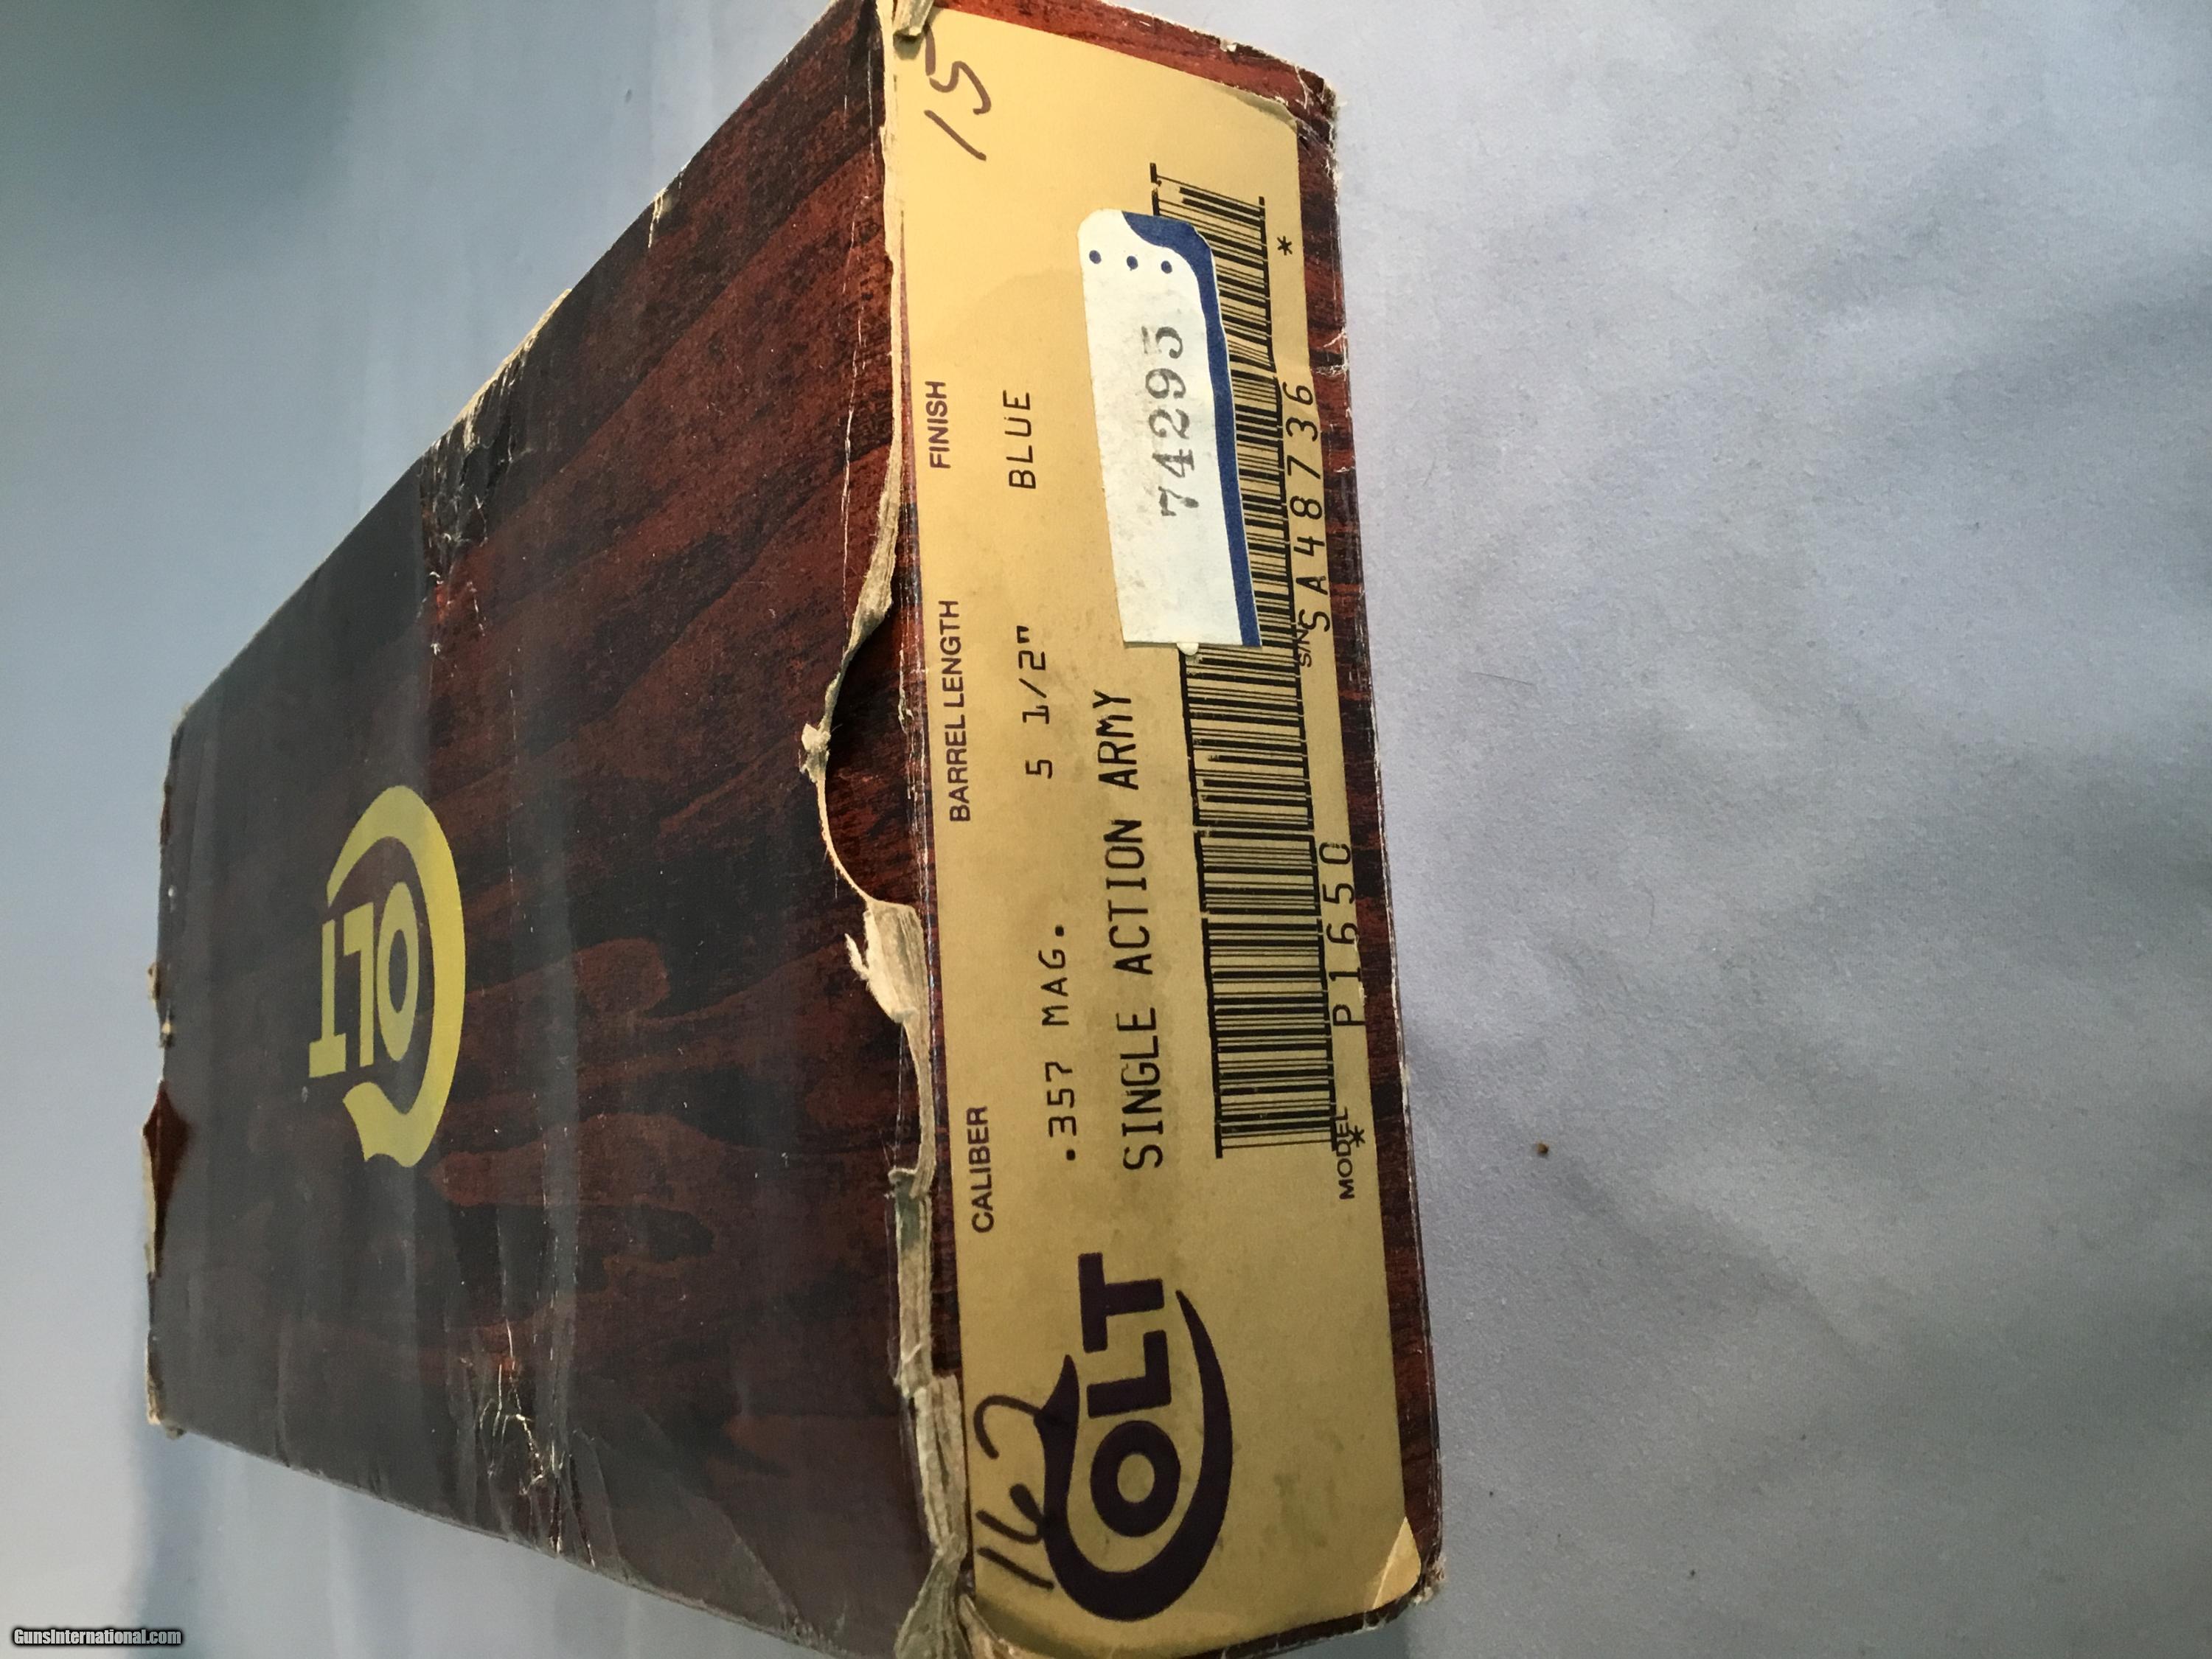 COLT
162
15
CALIBER BARREL LENGTH FINISH
.357 MAG. 5 1/2" BLUE
COLT
SINGLE ACTION ARMY
74295
* *
MODEL P1650 S/N SA48736
GunsInternational.com